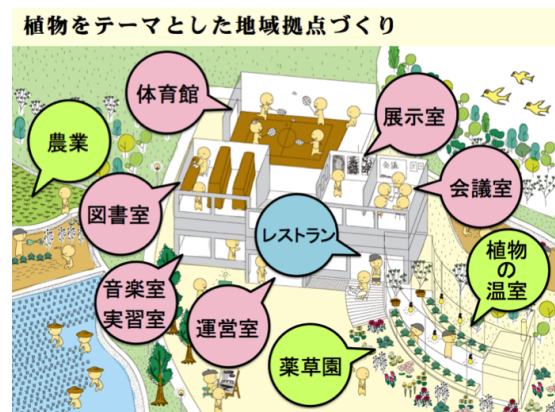 植物をテーマとした地域拠点づくり
体育館
展示室
農業
会議
会議室
図書室
レストラン
植物
の
温室
音楽室
実習室
運営室
薬草園